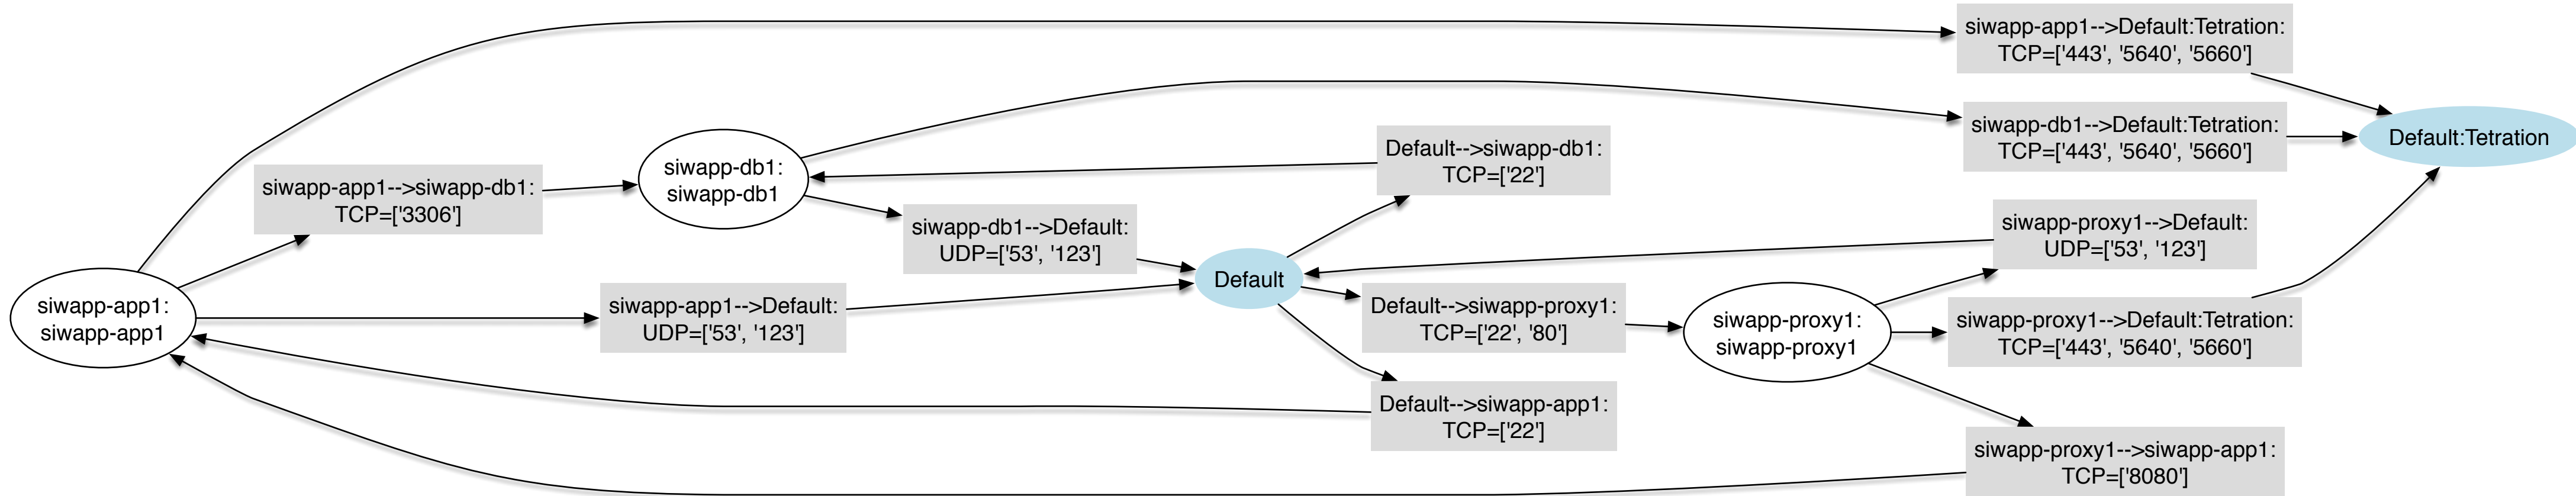 siwapp-app1-->Default:Tetration:
TCP=['443', '5640', '5660']
siwapp-db1-->Default:Tetration:
TCP=['443', '5640', '5660']
Default:Tetration
Default-->siwapp-db1:
TCP=['22']
siwapp-db1:
siwapp-db1
siwapp-app1-->siwapp-db1:
TCP=['3306']
siwapp-db1-->Default:
UDP=['53', '123']
siwapp-proxy1-->Default:
UDP=['53', '123']
Default
siwapp-app1:
siwapp-app1
siwapp-app1-->Default:
UDP=['53', '123']
Default-->siwapp-proxy1:
TCP=['22', '80']
siwapp-proxy1:
siwapp-proxy1
siwapp-proxy1-->Default:Tetration:
TCP=['443', '5640', '5660']
Default-->siwapp-app1:
TCP=['22']
siwapp-proxy1-->siwapp-app1:
TCP=['8080']